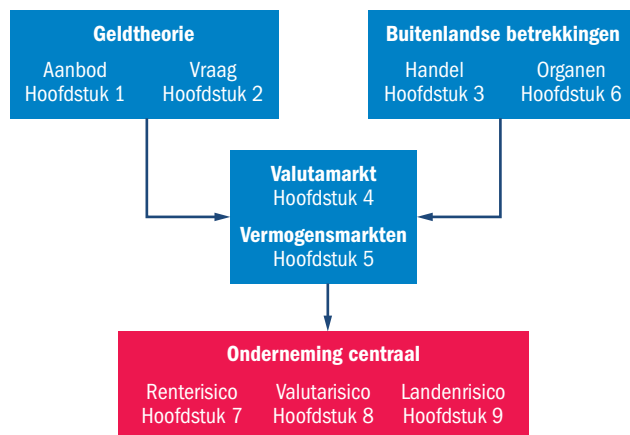 Geldtheorie
Aanbod Vraag
Hoofdstuk 1 Hoofdstuk 2
Buitenlandse betrekkingen
Handel Organen
Hoofdstuk 3 Hoofdstuk 6
Valutamarkt
Hoofdstuk 4
Vermogensmarkten
Hoofdstuk 5
Onderneming centraal
Renterisico Valutarisico Landenrisico
Hoofdstuk 7 Hoofdstuk 8 Hoofdstuk 9